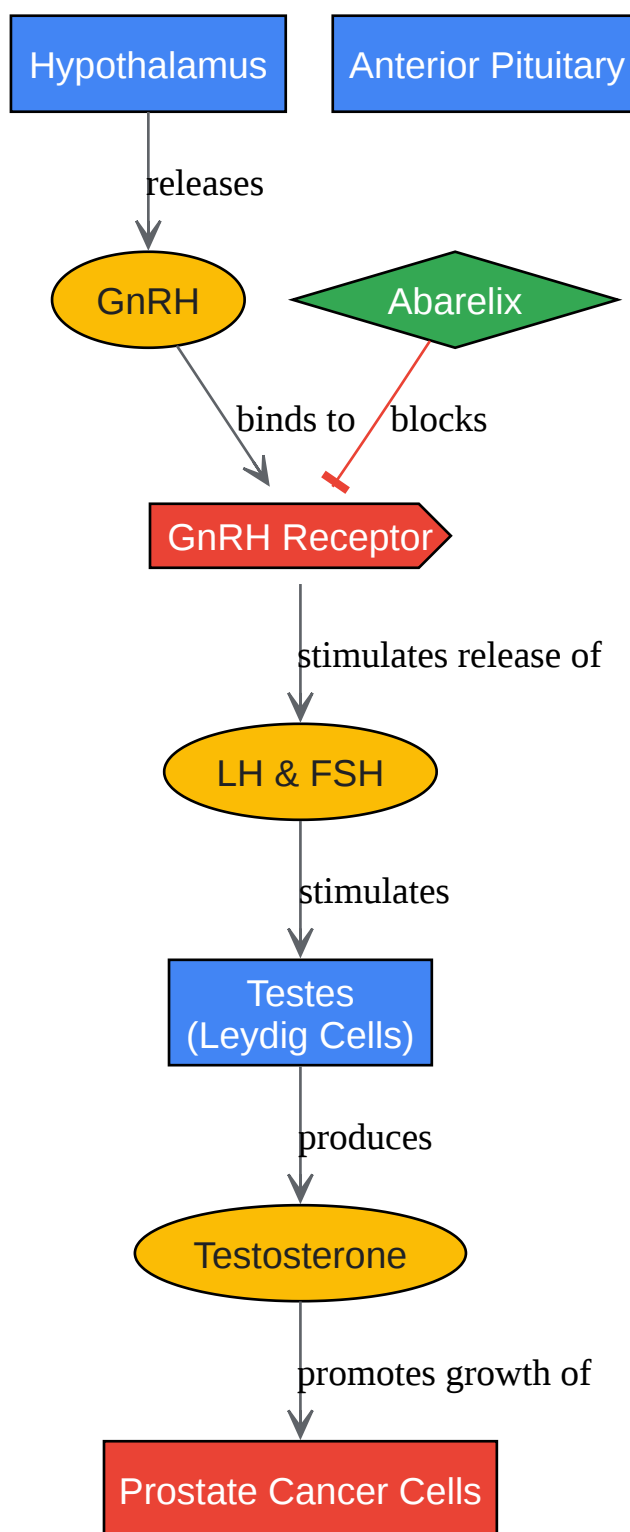 Hypothalamus
Anterior Pituitary
releases
GnRH
Abarelix
binds to
blocks
GnRH Receptor
stimulates release of
LH & FSH
stimulates
Testes
(Leydig Cells)
produces
Testosterone
promotes growth of
Prostate Cancer Cells